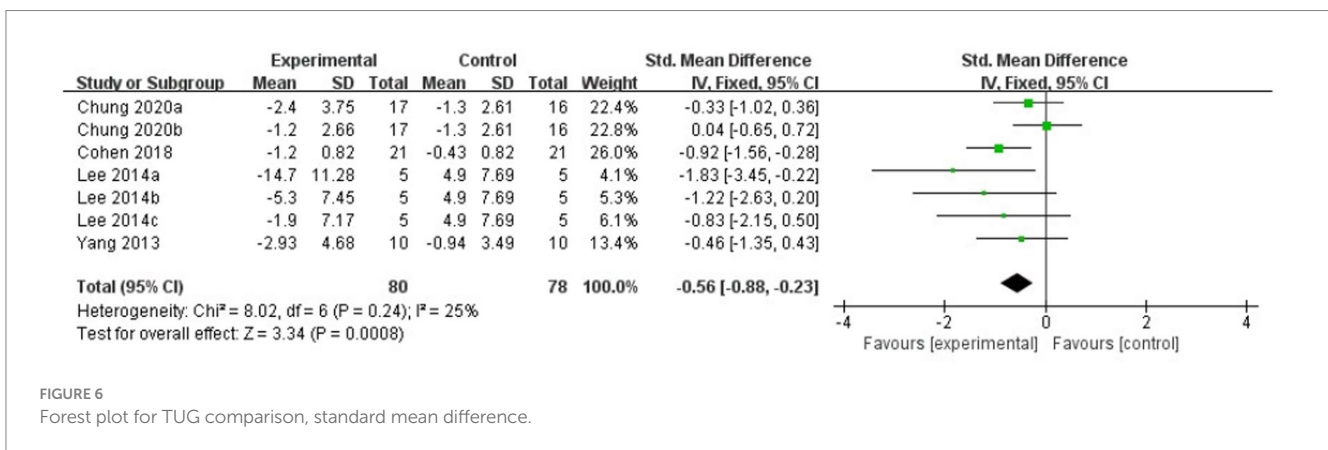 Experimental Control Std. Mean Difference Std. Mean Difference
Study or Subgroup Mean SD Total Mean SD Total Weight IV, Fixed, 95% CI IV, Fixed, 95% CI
Chung 2020a -2.4 3.75 17 -1.3 2.61 16 22.4% -0.33 [-1.02, 0.36]
Chung 2020b -1.2 2.66 17 -1.3 2.61 16 22.8% 0.04 [-0.65, 0.72]
Cohen 2018 -1.2 0.82 21 -0.43 0.82 21 26.0% -0.92 [-1.56, -0.28]
Lee 2014a -14.7 11.28 5 4.9 7.69 5 4.1% -1.83 [-3.45, -0.22]
Lee 2014b -5.3 7.45 5 4.9 7.69 5 5.3% -1.22 [-2.63, 0.20]
Lee 2014c -1.9 7.17 5 4.9 7.69 5 6.1% -0.83 [-2.15, 0.50]
Yang 2013 -2.93 4.68 10 -0.94 3.49 10 13.4% -0.46 [-1.35, 0.43]
Total (95% CI) 80 78 100.0% -0.56 [-0.88, -0.23]
Heterogeneity: Chi² = 8.02, df = 6 (P = 0.24); I² = 25%
Test for overall effect: Z = 3.34 (P = 0.0008)
-4 -2 0 2 4
Favours [experimental] Favours [control]
FIGURE 6
Forest plot for TUG comparison, standard mean difference.